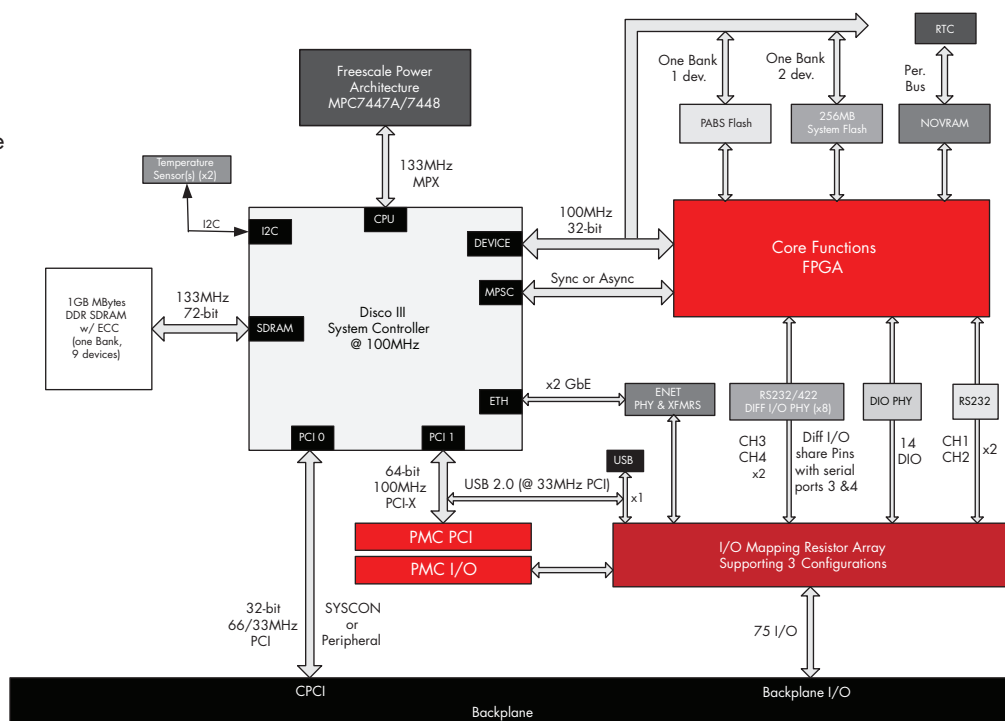 RTC
One Bank
1 dev.
One Bank
2 dev.
Per.
Bus
Freescale Power
Architecture
MPC7447A/7448
PABS Flash
256MB
System Flash
NOVRAM
e
Temperature
Sensor(s) (x2)
133MHz
MPX
I2C
CPU
I2C
DEVICE
100MHz
32-bit
Core Functions
FPGA
MPSC
Sync or Async
1GB MBytes
DDR SDRAM
w/ ECC
(one Bank,
9 devices)
133MHz
72-bit
SDRAM
Disco III
System Controller
@ 100MHz
ETH
x2 GbE
ENET
PHY & XFMRS
RS232/422
DIFF I/O PHY (x8)
DIO PHY
RS232
PCI 0
PCI 1
CH3
CH4
x2
Diff I/O
share Pins
with serial
ports 3 &4
14
DIO
CH1
CH2
x2
64-bit
100MHz
PCI-X
USB 2.0 (@ 33MHz PCI)
USB
x1
PMC PCI
PMC I/O
I/O Mapping Resistor Array
Supporting 3 Configurations
32-bit
66/33MHz
PCI
SYSCON
or
Peripheral
75 I/O
CPCI
Backplane I/O
Backplane